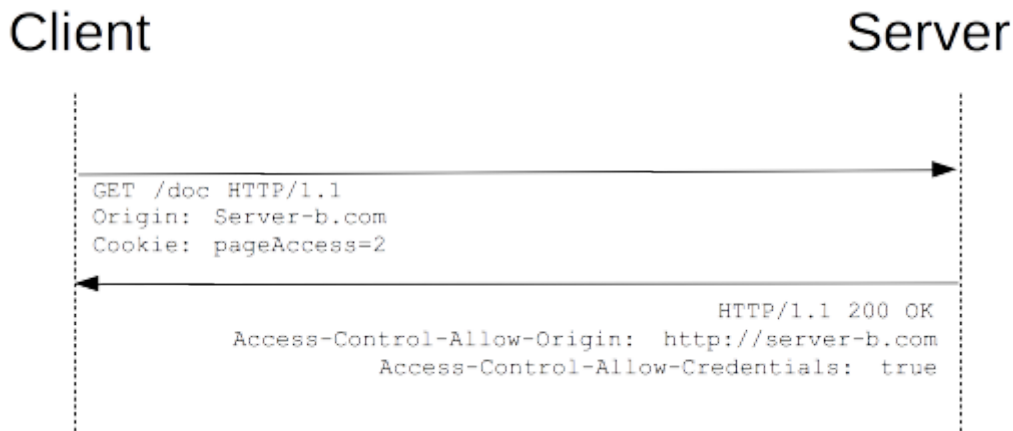 Client
Server
GET /doc HTTP/1.1
Origin: Server-b.com
Cookie: pageAccess=2
HTTP/1.1 200 OK
Access-Control-Allow-Origin: http://server-b.com
Access-Control-Allow-Credentials: true